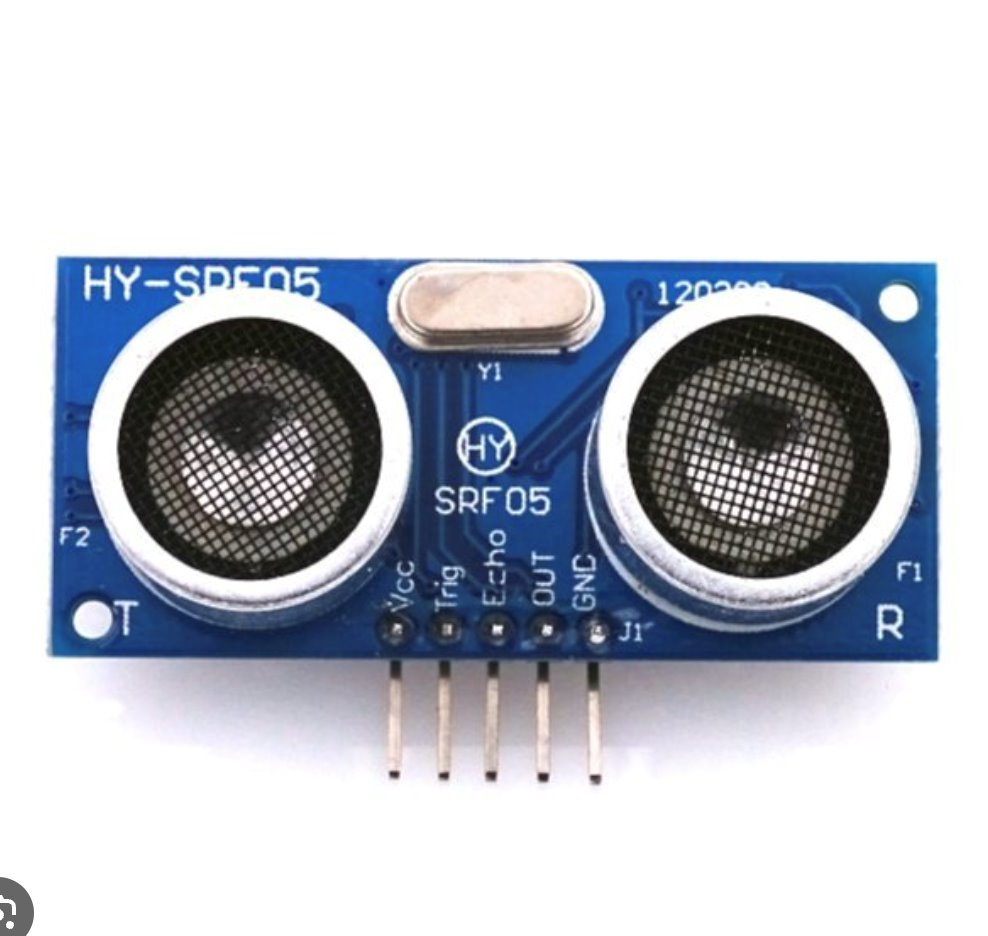 HY-SRF05
Y1
HY
SRF05
F2
F1
Vcc
Trig
Echo
OUT
GND
J1
T
R